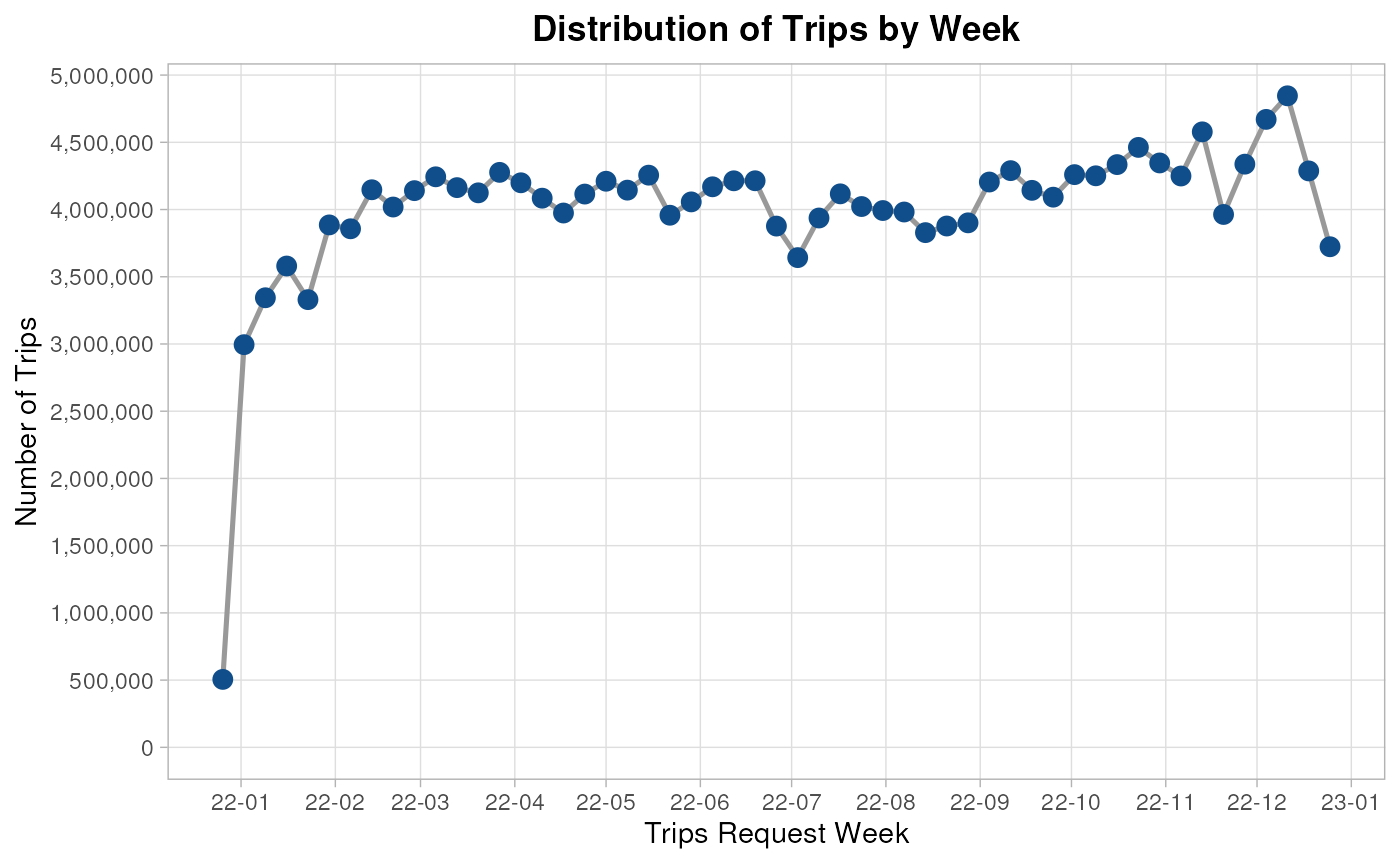 Distribution of Trips by Week
5,000,000
4,500,000
4,000,000
3,500,000
3,000,000
2,500,000
2,000,000
1,500,000
1,000,000
500,000
0
Number of Trips
22-01 22-02 22-03 22-04 22-05 22-06 22-07 22-08 22-09 22-10 22-11 22-12 23-01
Trips Request Week